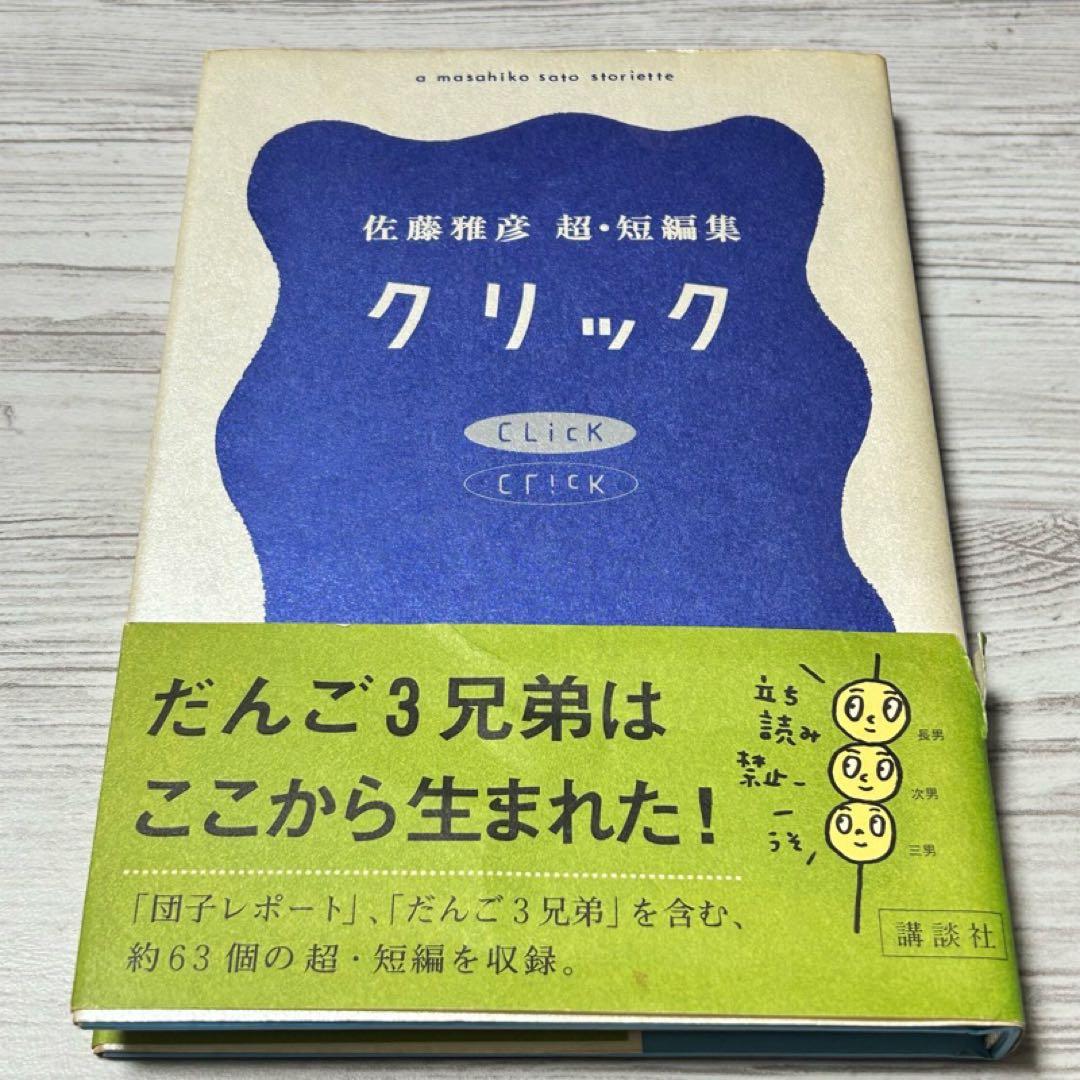 a masahiko sato storiette
佐藤雅彦 超・短編集
クリック
CLicK
CLicK
だんご3兄弟は
ここから生まれた!
立ち
読み
禁止ー
ー
うそ
長男
次男
三男
「団子レポート」、「だんご3兄弟」を含む、
約63個の超・短編を収録。
講談社